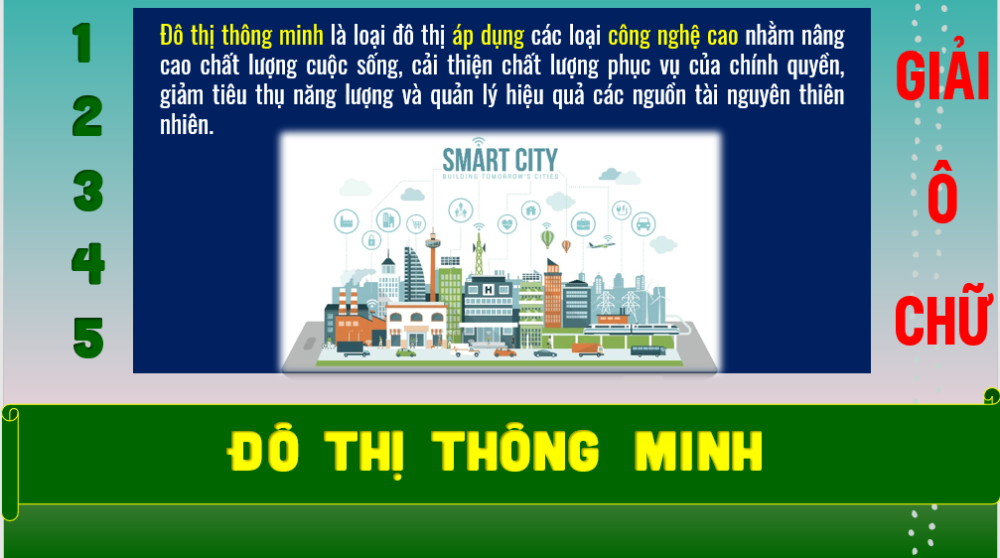 1
2
3
4
5
Đô thị thông minh là loại đô thị áp dụng các loại công nghệ cao nhằm nâng
cao chất lượng cuộc sống, cải thiện chất lượng phục vụ của chính quyền,
giảm tiêu thụ năng lượng và quản lý hiệu quả các nguồn tài nguyên thiên
nhiên.
SMART CITY
BUILDING TOMORROW'S CITIES
H
GIẢI
Ô
CHỮ
ĐÔ THỊ THÔNG MINH